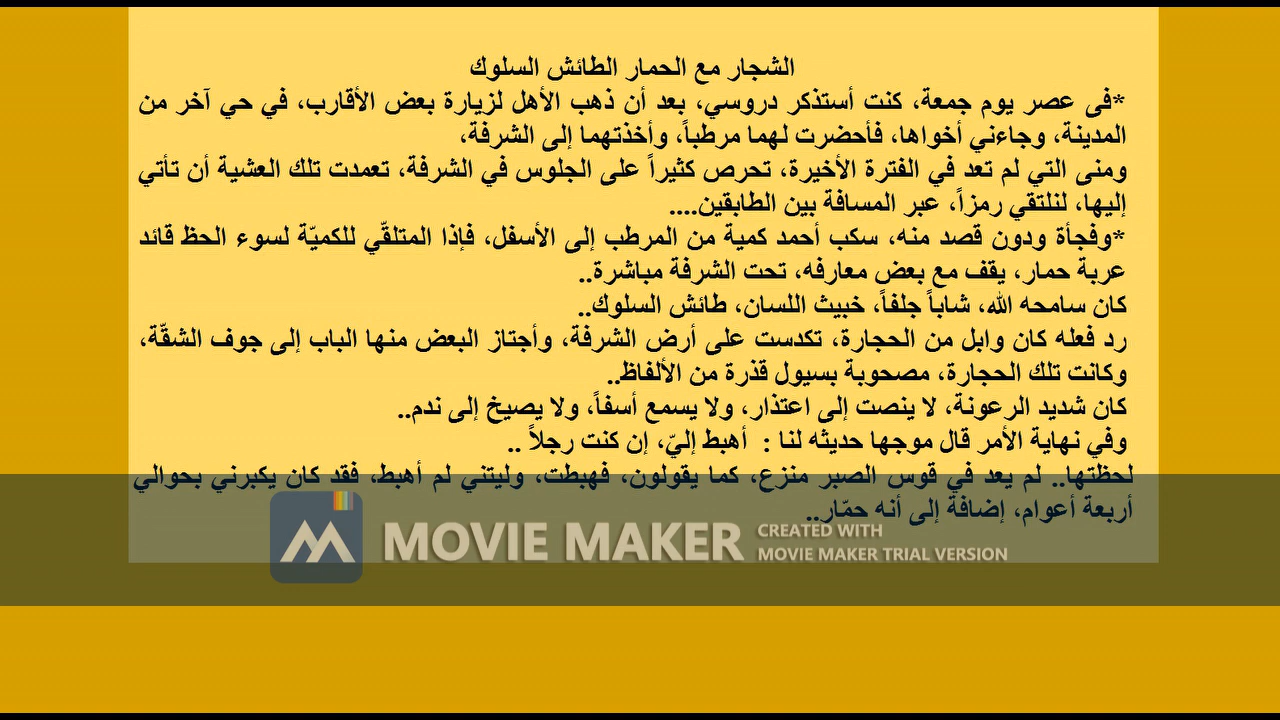 الشجار مع الحمار الطائش السلوك
*فى عصر يوم جمعة، كنت أستذكر دروسي، بعد أن ذهب الأهل لزيارة بعض الأقارب، في حي آخر من
المدينة، وجاءني أخواها، فأحضرت لهما مرطباً، وأخذتهما إلى الشرفة،
ومنى التي لم تعد في الفترة الأخيرة، تحرص كثيراً على الجلوس في الشرفة، تعمدت تلك العشية أن تأتي
إليها، لنلتقي رمزاً، عبر المسافة بين الطابقين....
*وفجأة ودون قصد منه، سكب أحمد كمية من المرطب إلى الأسفل، فإذا المتلقّي للكميّة لسوء الحظ قائد
عربة حمار، يقف مع بعض معارفه، تحت الشرفة مباشرة..
كان سامحه الله، شاباً جلفاً، خبيث اللسان، طائش السلوك..
رد فعله كان وابل من الحجارة، تكدست على أرض الشرفة، وأجتاز البعض منها الباب إلى جوف الشقّة،
وكانت تلك الحجارة، مصحوبة بسيول قذرة من الألفاظ..
كان شديد الرعونة، لا ينصت إلى اعتذار، ولا يسمع أسفاً، ولا يصيخ إلى ندم..
وفي نهاية الأمر قال موجها حديثه لنا : أهبط إليّ، إن كنت رجلاً ..
لحظتها.. لم يعد في قوس الصبر منزع، كما يقولون، فهبطت، وليتني لم أهبط، فقد كان يكبرني بحوالي
أربعة أعوام، إضافة إلى أنه حمّار..
MOVIE MAKER
CREATED WITH
MOVIE MAKER TRIAL VERSION